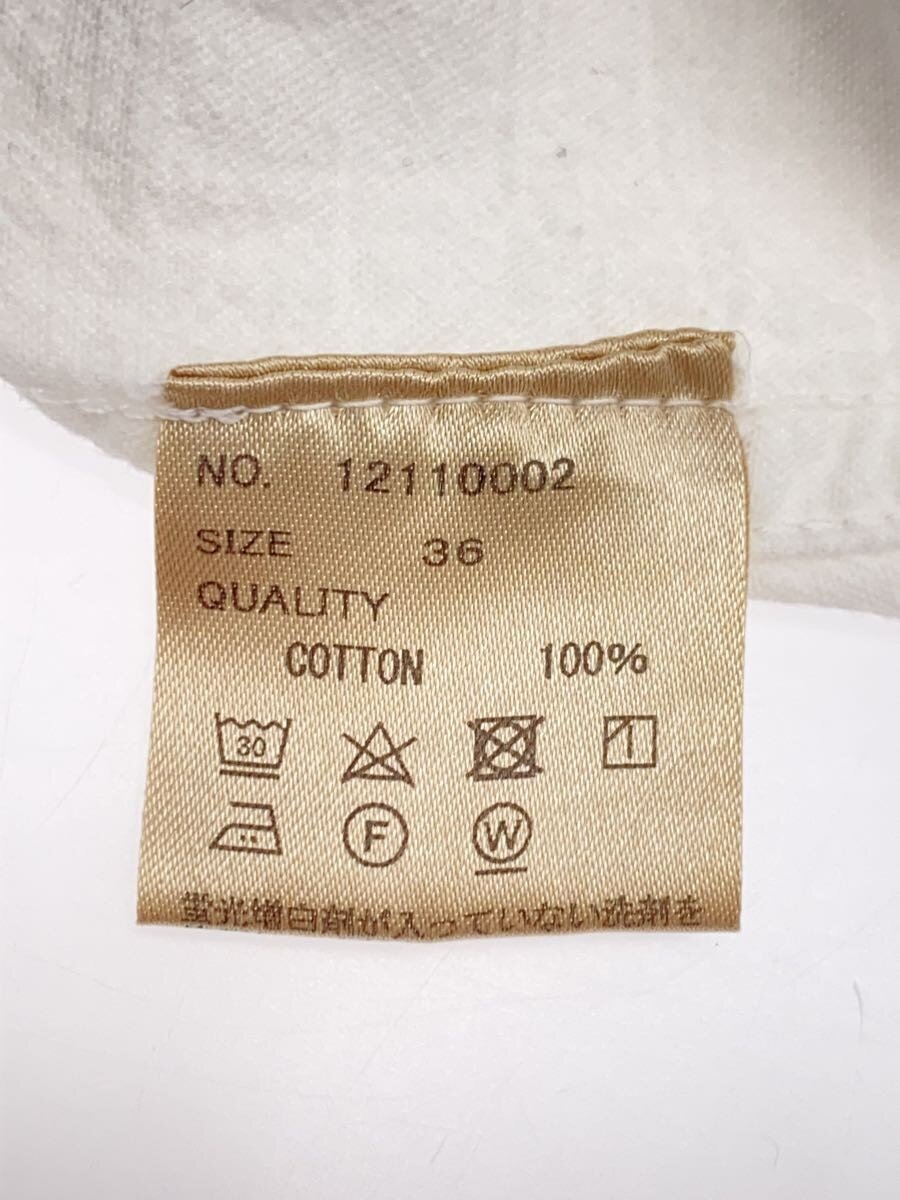 NO. 12110002
SIZE 36
QUALITY
COTTON 100%
30
F W
蛍光増白剤が入っていない洗剤を